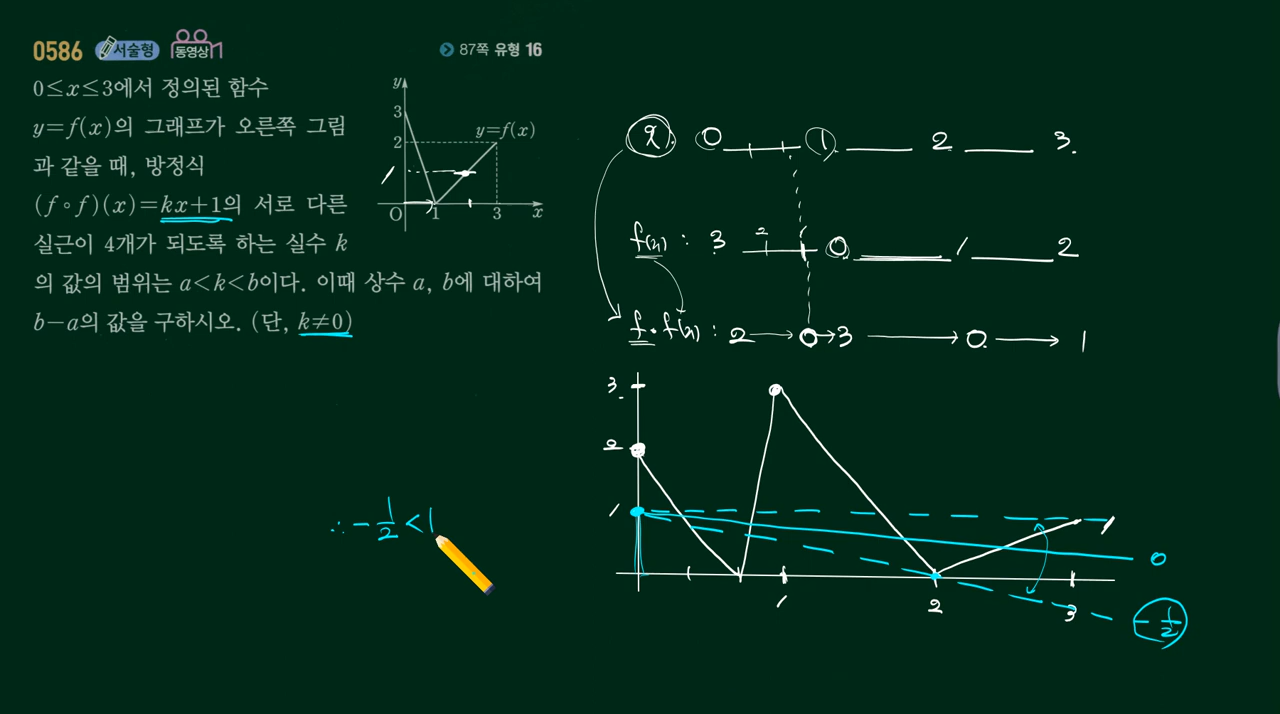 0586 서술형 동영상 87쪽 유형 16
0≤x≤3에서 정의된 함수
y=f(x)의 그래프가 오른쪽 그림
과 같을 때, 방정식
(f∘f)(x)=kx+1의 서로 다른
실근이 4개가 되도록 하는 실수 k
의 값의 범위는 a<k<b이다. 이때 상수 a, b에 대하여
b-a의 값을 구하시오. (단, k≠0)
y
3
2
1
y=f(x)
O 1 3 x
x 0 1 2 3
f(x) : 3 2 0 1 2
f∘f(x) : 2 → 0 → 3 → 0 → 1
3
2
1 1
0
1 2 3
-1/2
∴ -1/2 < 1